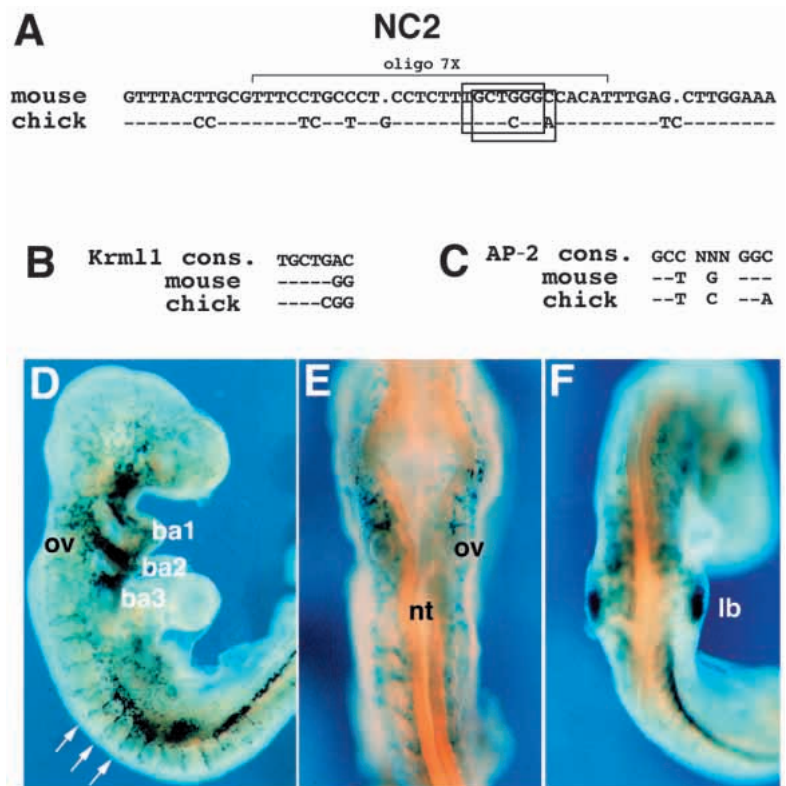 A
NC2
oligo 7X
mouse GTTTACTTGCGTTTCCTGCCCT.CCTCTTTGCTGGGCCACATTTGAG.CTTGGAAA
chick ------CC-------TC--T--G----------C--A---------TC--------
B
Krml1 cons. TGCTGAC
mouse -----GG
chick ----CGG
C
AP-2 cons. GCC NNN GGC
mouse --T G ---
chick --T C --A
D
ov
ba1
ba2
ba3
E
ov
nt
F
lb